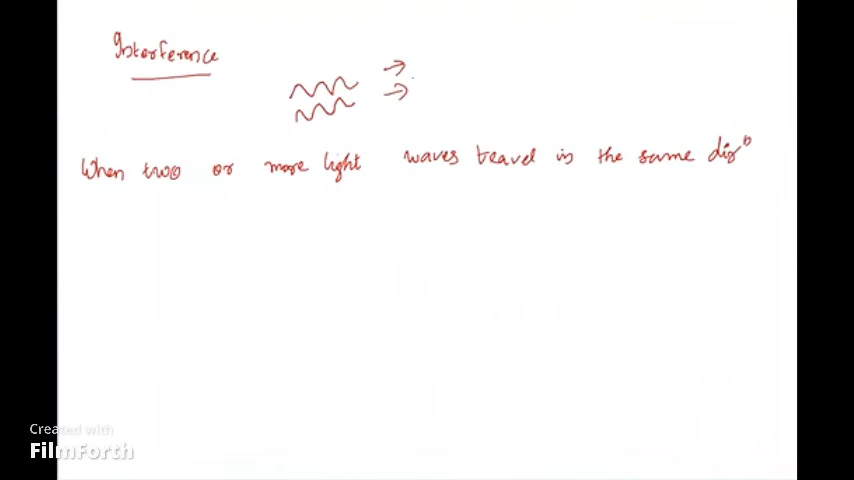 Interference
When two or more light waves travel in the same dirⁿ
Created with
FilmForth